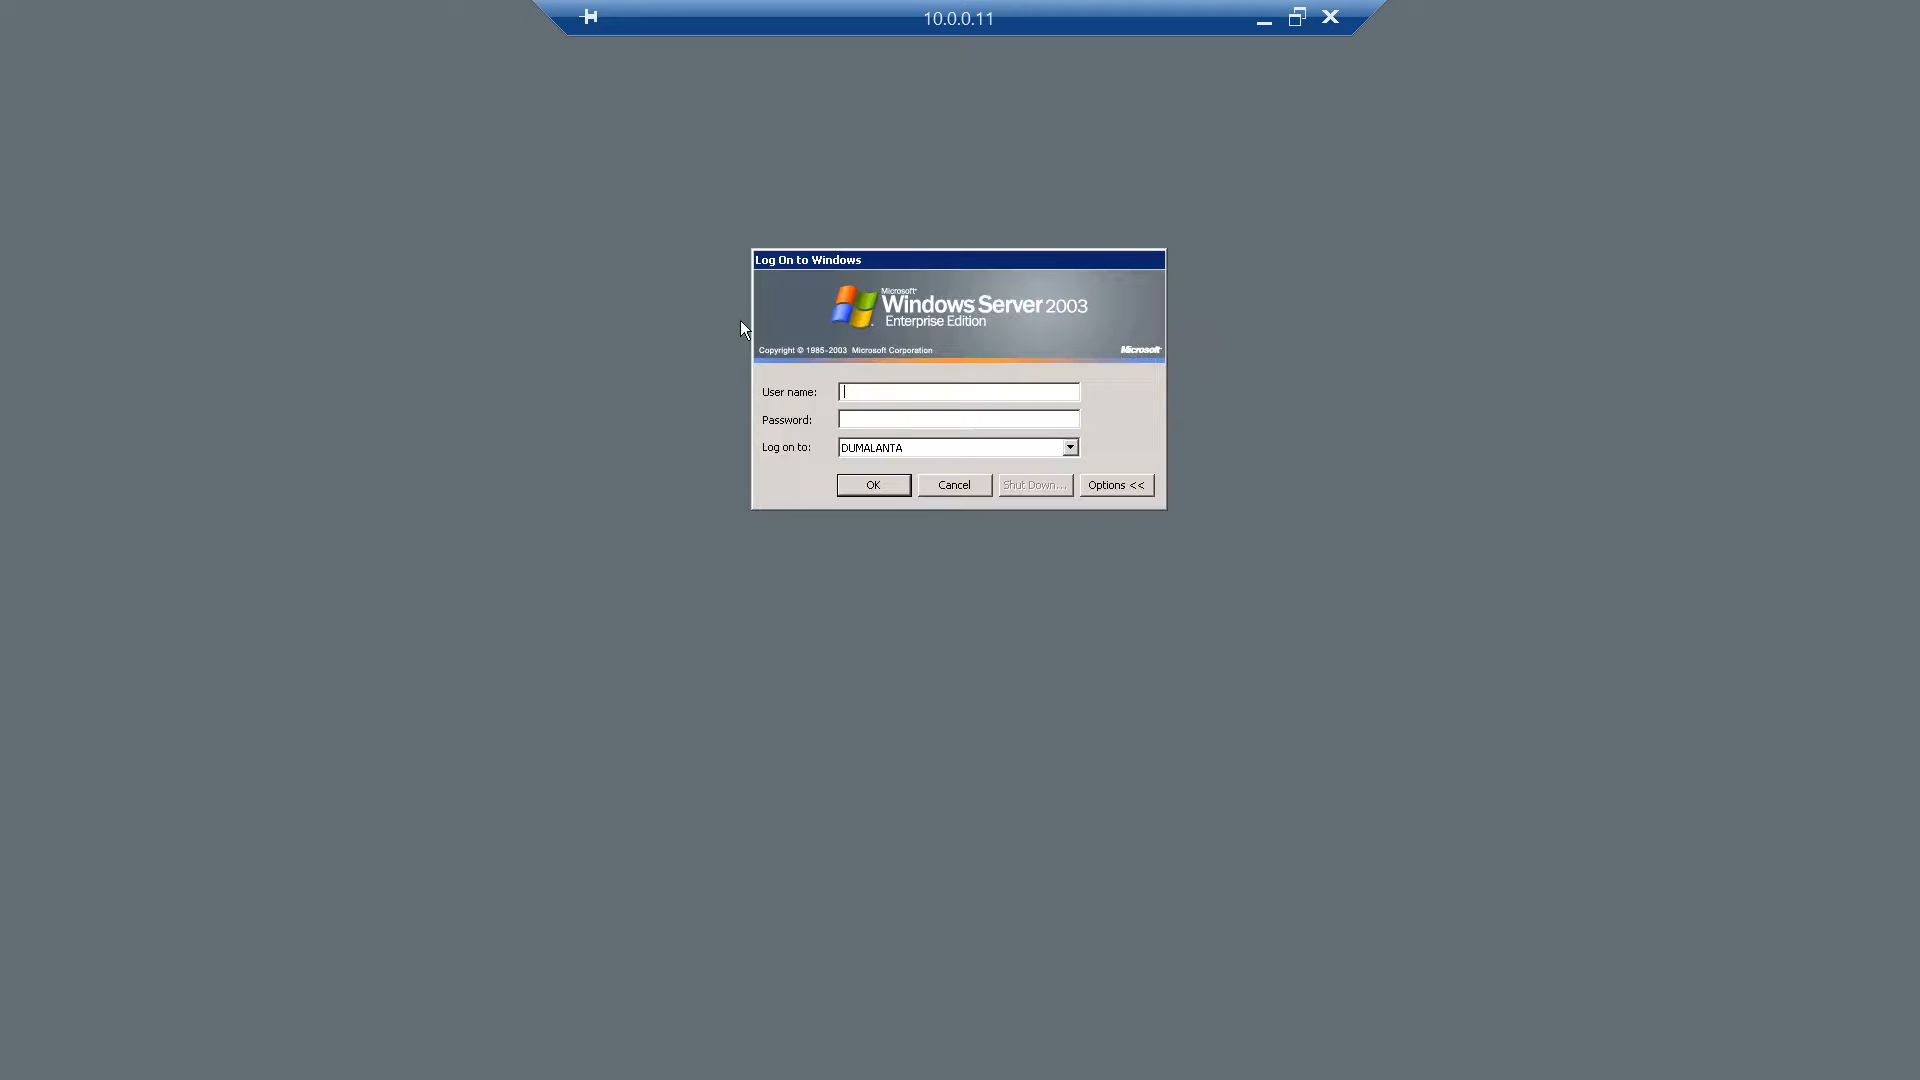 10.0.0.11
Log On to Windows
Microsoft
Windows Server 2003
Enterprise Edition
Copyright © 1985-2003 Microsoft Corporation
Microsoft
User name:
Password:
Log on to:
DUMALANTA
OK
Cancel
Shut Down...
Options <<